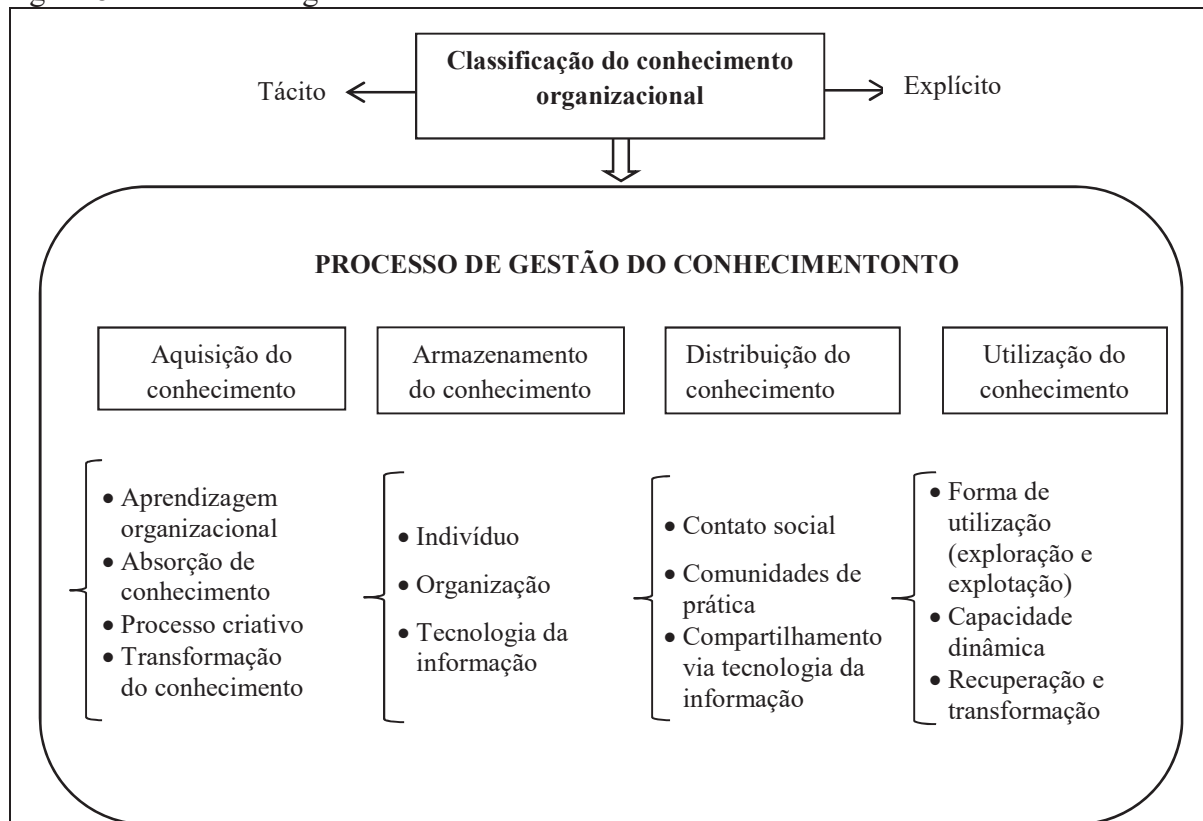 Classificação do conhecimento
organizacional
Tácito
Explícito
PROCESSO DE GESTÃO DO CONHECIMENTONTO
Aquisição do
conhecimento
Armazenamento
do conhecimento
Distribuição do
conhecimento
Utilização do
conhecimento
• Aprendizagem
organizacional
• Absorção de
conhecimento
• Processo criativo
• Transformação
do conhecimento
• Indivíduo
• Organização
• Tecnologia da
informação
• Contato social
• Comunidades de
prática
• Compartilhamento
via tecnologia da
informação
• Forma de
utilização
(exploração e
explotação)
• Capacidade
dinâmica
• Recuperação e
transformação